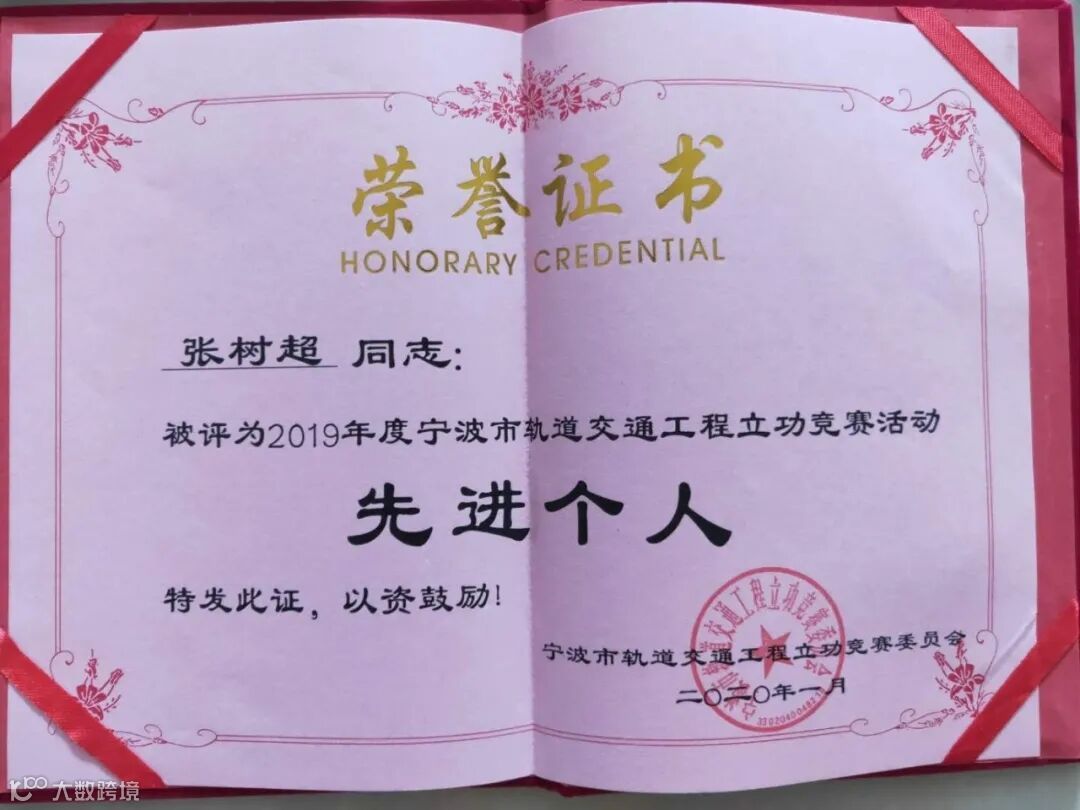 荣誉证书
HONORARY CREDENTIAL
张树超 同志:
被评为2019年度宁波市轨道交通工程立功竞赛活动
先进个人
特发此证，以资鼓励!
宁波市轨道交通工程立功竞赛委员会
二〇二〇年一月
大数跨境